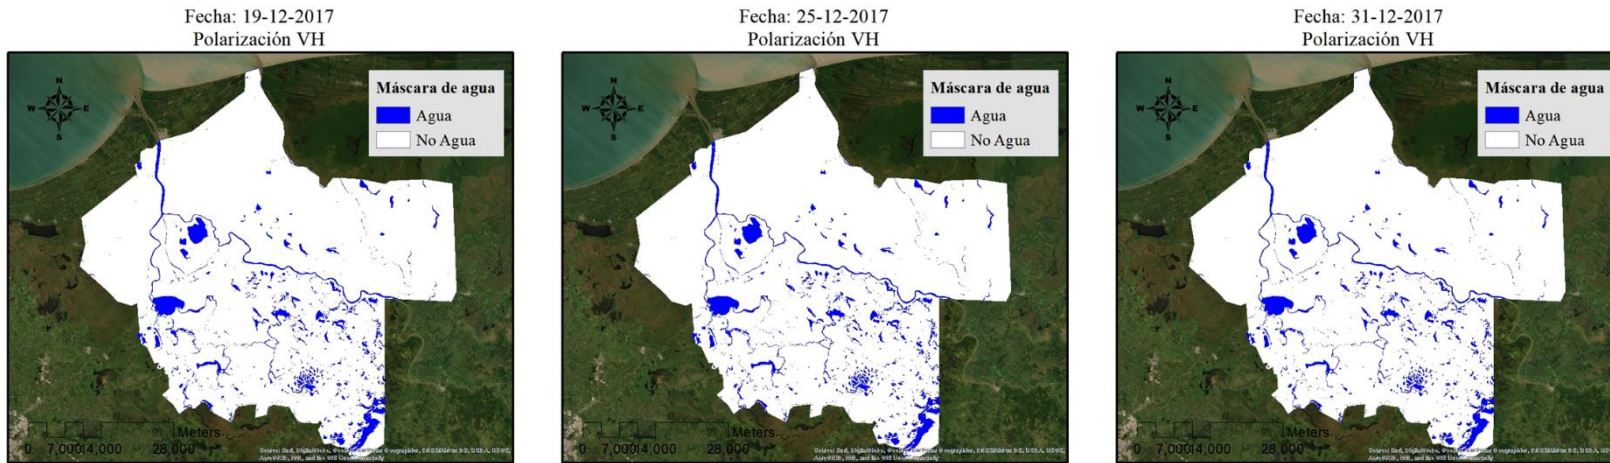 Fecha: 19-12-2017
Polarización VH
N
W E
S
Máscara de agua
Agua
No Agua
Meters
0 7,00014,000 28,000
Fecha: 25-12-2017
Polarización VH
N
W E
S
Máscara de agua
Agua
No Agua
Meters
0 7,00014,000 28,000
Fecha: 31-12-2017
Polarización VH
N
W E
S
Máscara de agua
Agua
No Agua
Meters
0 7,00014,000 28,000